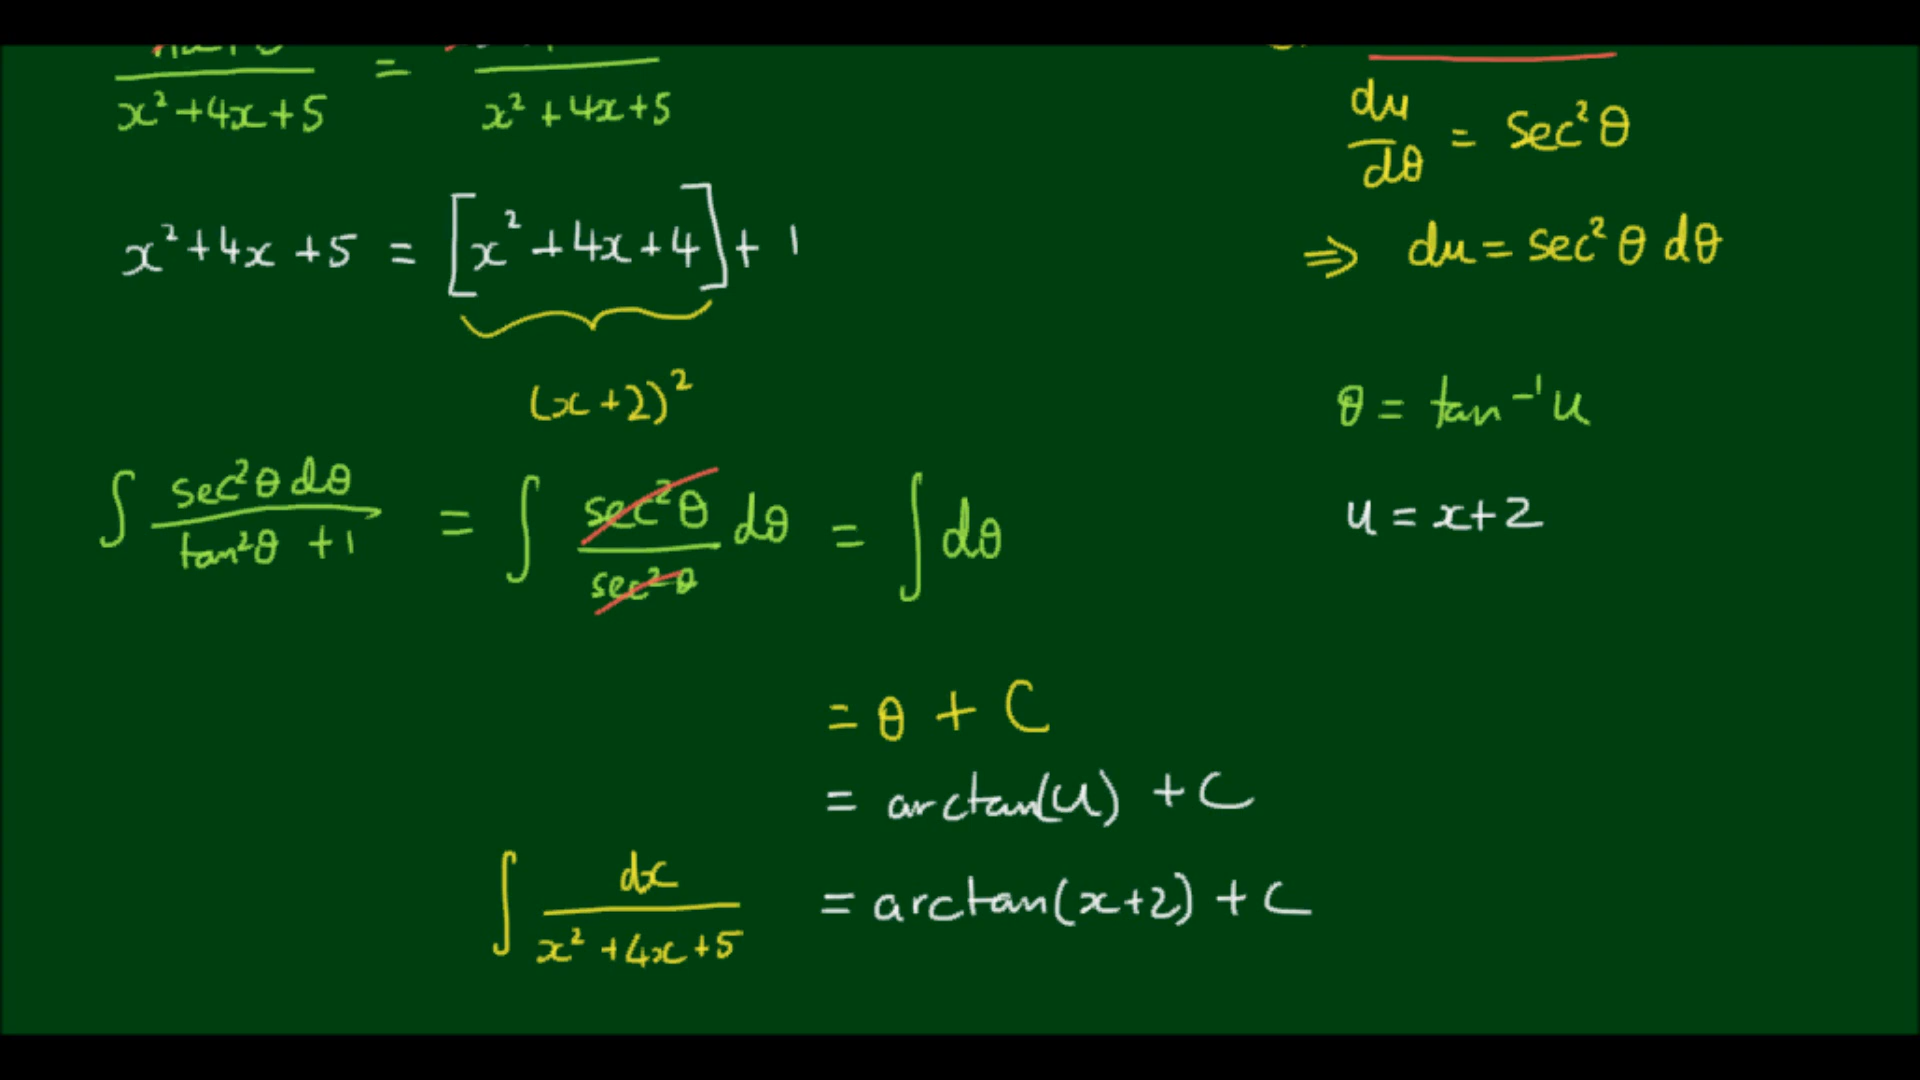 x²+4x+5 = x²+4x+5
du/dθ = sec²θ
x²+4x+5 = [x²+4x+4]+1
⇒ du = sec²θ dθ
(x+2)²
θ = tan⁻¹u
∫ sec²θ dθ / tan²θ +1 = ∫ sec²θ / sec²θ dθ = ∫ dθ
u = x+2
= θ + C
= arctan(u) + C
∫ dx / x²+4x+5 = arctan(x+2) + C